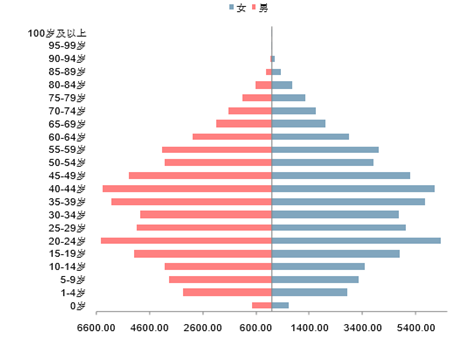 女 男
100岁及以上
95-99岁
90-94岁
85-89岁
80-84岁
75-79岁
70-74岁
65-69岁
60-64岁
55-59岁
50-54岁
45-49岁
40-44岁
35-39岁
30-34岁
25-29岁
20-24岁
15-19岁
10-14岁
5-9岁
1-4岁
0岁
6600.00 4600.00 2600.00 600.00 1400.00 3400.00 5400.00